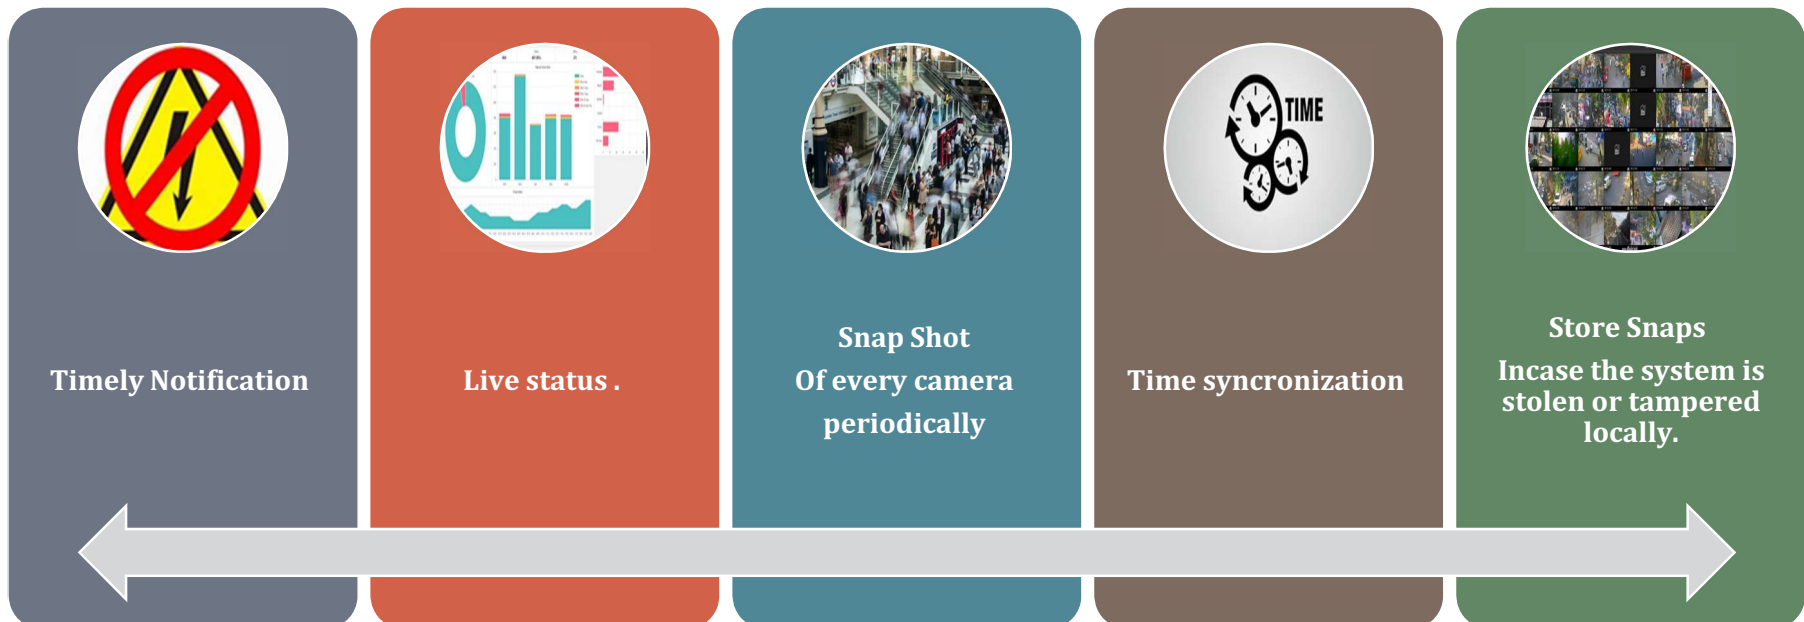 TIME
Timely Notification
Live status .
Snap Shot
Of every camera
periodically
Time syncronization
Store Snaps
Incase the system is
stolen or tampered
locally.